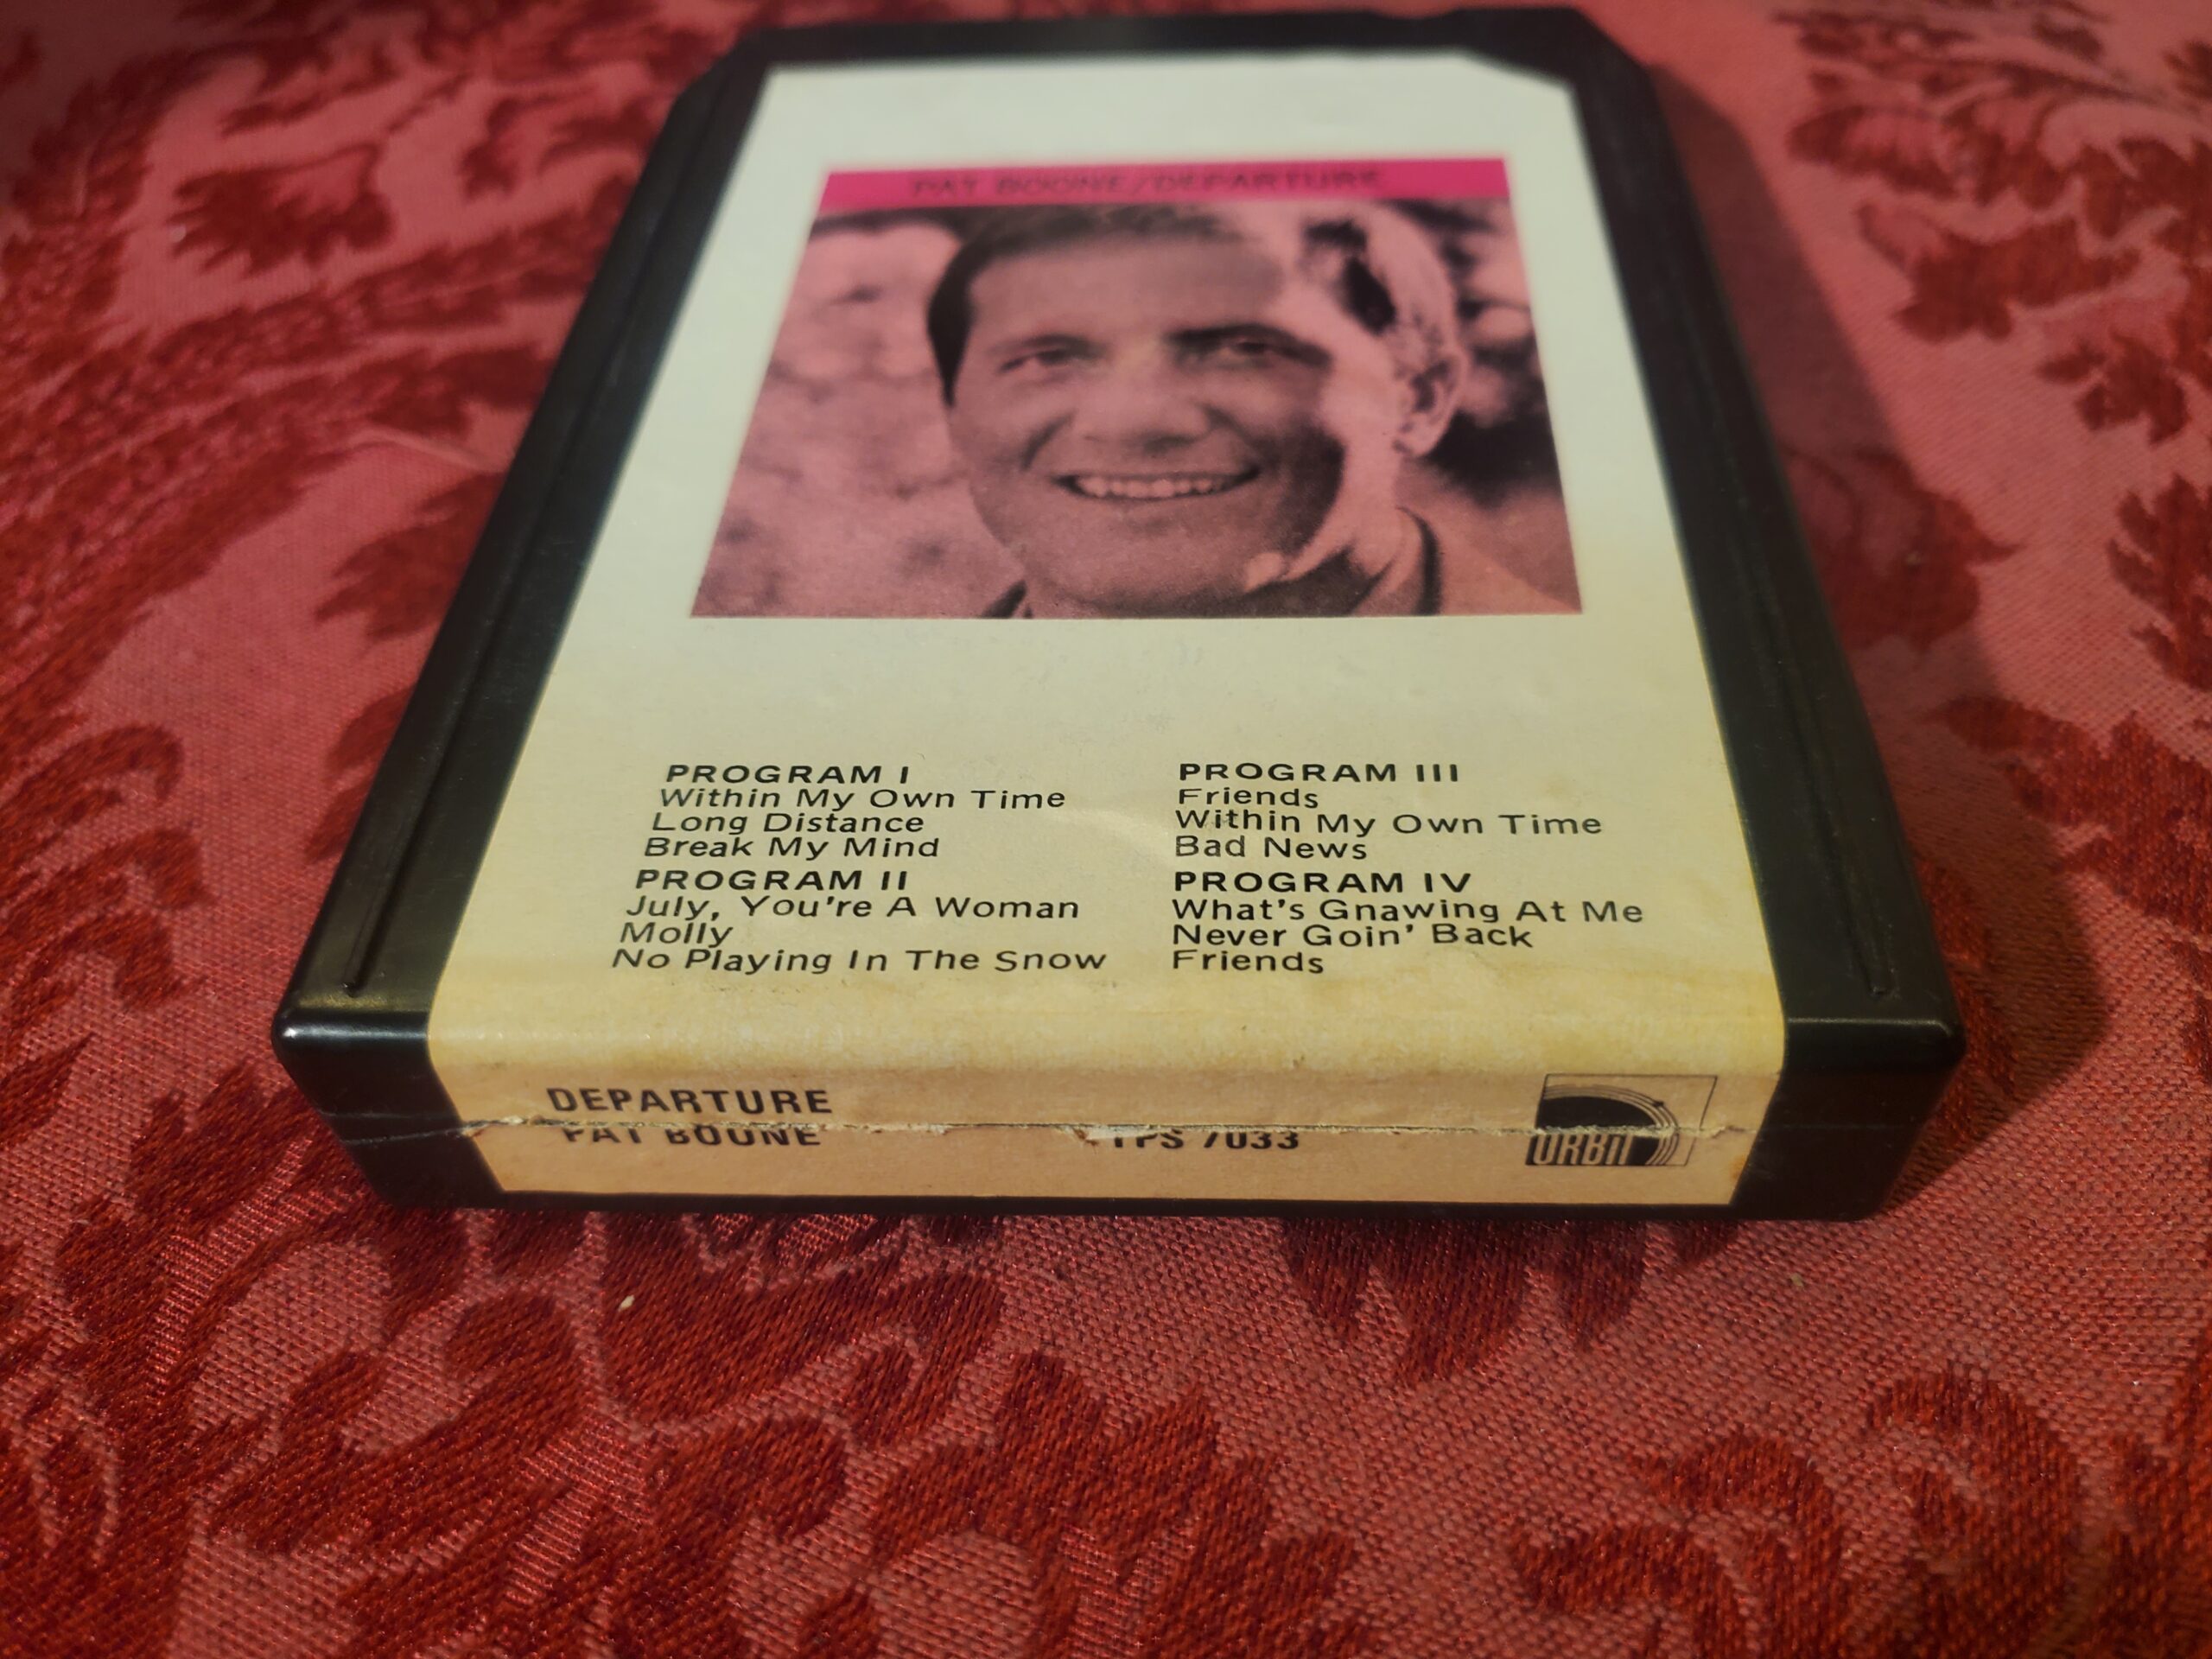 PAT BOONE/DEPARTURE
PROGRAM I
Within My Own Time
Long Distance
Break My Mind
PROGRAM II
July, You're A Woman
Molly
No Playing In The Snow
PROGRAM III
Friends
Within My Own Time
Bad News
PROGRAM IV
What's Gnawing At Me
Never Goin' Back
Friends
DEPARTURE
PAT BOONE
TPS 7033
ORBiT